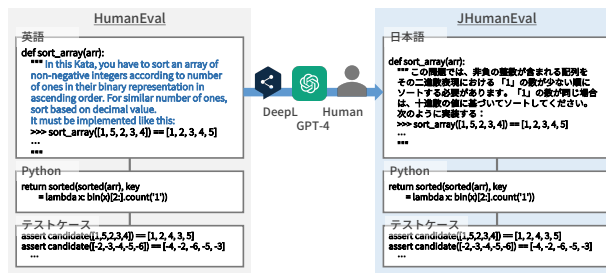 HumanEval
英語
def sort_array(arr):
""" In this Kata, you have to sort an array of
non-negative integers according to number
of ones in their binary representation in
ascending order. For similar number of ones,
sort based on decimal value.
It must be implemented like this:
>>> sort_array([1, 5, 2, 3, 4]) == [1, 2, 3, 4, 5]
...
"""
Python
return sorted(sorted(arr), key
= lambda x: bin(x)[2:].count('1'))
テストケース
assert candidate([1,5,2,3,4]) == [1, 2, 4, 3, 5]
assert candidate([-2,-3,-4,-5,-6]) == [-4, -2, -6, -5, -3]
...
DeepL
GPT-4
Human
JHumanEval
日本語
def sort_array(arr):
""" この問題では、非負の整数が含まれる配列を
その二進数表現における「1」の数が少ない順に
ソートする必要があります。「1」の数が同じ場合
は、十進数の値に基づいてソートしてください。
次のように実装する：
>>> sort_array([1, 5, 2, 3, 4]) == [1, 2, 3, 4, 5]
...
"""
Python
return sorted(sorted(arr), key
= lambda x: bin(x)[2:].count('1'))
テストケース
assert candidate([1,5,2,3,4]) == [1, 2, 4, 3, 5]
assert candidate([-2,-3,-4,-5,-6]) == [-4, -2, -6, -5, -3]
...